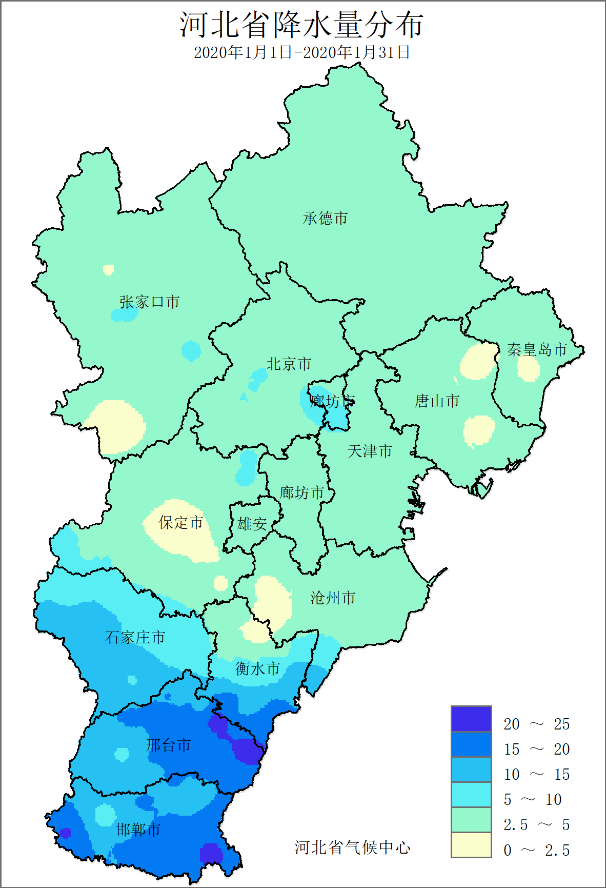 河北省降水量分布
2020年1月1日-2020年1月31日
承德市
张家口市
秦皇岛市
北京市
廊坊市
唐山市
天津市
廊坊市
保定市
雄安
沧州市
石家庄市
衡水市
邢台市
邯郸市
20 ～ 25
15 ～ 20
10 ～ 15
5 ～ 10
2.5 ～ 5
0 ～ 2.5
河北省气候中心